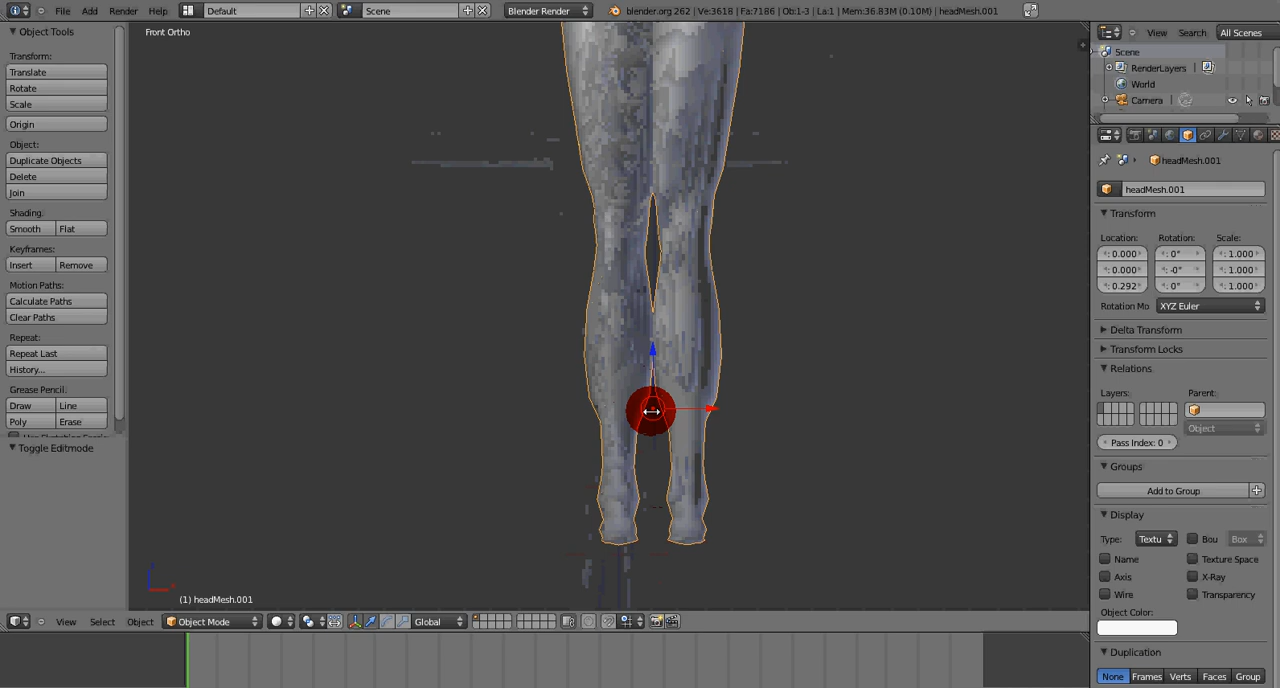 File Add Render Help Default Scene Blender Render blender.org 262 | Ve:3618 | Fa:7186 | Ob:1-3 | La:1 | Mem:36.83M (0.10M) | headMesh.001
Object Tools
Transform:
Translate
Rotate
Scale
Origin
Object:
Duplicate Objects
Delete
Join
Shading:
Smooth Flat
Keyframes:
Insert Remove
Motion Paths:
Calculate Paths
Clear Paths
Repeat:
Repeat Last
History...
Grease Pencil:
Draw Line
Poly Erase
Toggle Editmode
Front Ortho
(1) headMesh.001
View Select Object Object Mode Global
View Search All Scenes
Scene
RenderLayers |
World
Camera |
headMesh.001
headMesh.001
Transform
Location: Rotation: Scale:
: 0.000 : 0° : 1.000
: 0.000 : -0° : 1.000
: 0.292 : 0° : 1.000
Rotation Mo XYZ Euler
Delta Transform
Transform Locks
Relations
Layers: Parent:
Object
Pass Index: 0
Groups
Add to Group
Display
Type: Textu Bou Box
Name Texture Space
Axis X-Ray
Wire Transparency
Object Color:
Duplication
None Frames Verts Faces Group